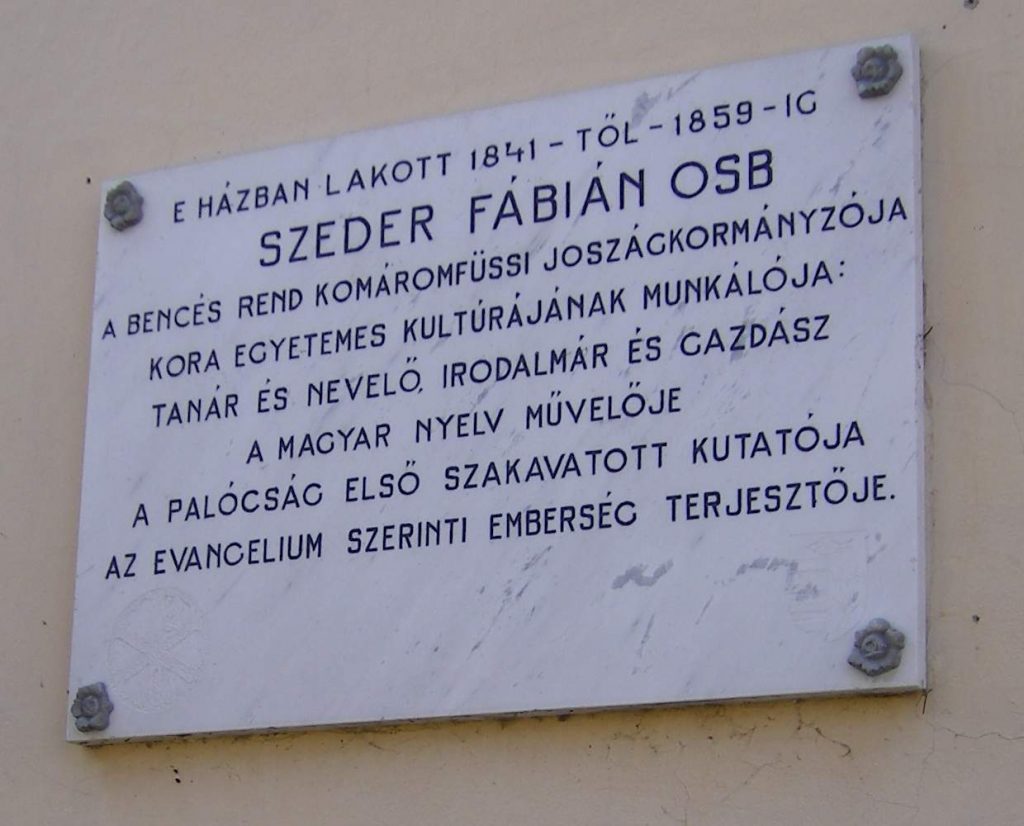 E HÁZBAN LAKOTT 1841-TŐL-1859-IG
SZEDER FÁBIÁN OSB
A BENCÉS REND KOMÁROMFÜSSI JOSZÁGKORMÁNYZÓJA
KORA EGYETEMES KULTÚRÁJÁNAK MUNKÁLÓJA:
TANÁR ÉS NEVELŐ, IRODALMÁR ÉS GAZDÁSZ
A MAGYAR NYELV MŰVELŐJE
A PALÓCSÁG ELSŐ SZAKAVATOTT KUTATÓJA
AZ EVANGELIUM SZERINTI EMBERSÉG TERJESZTŐJE.